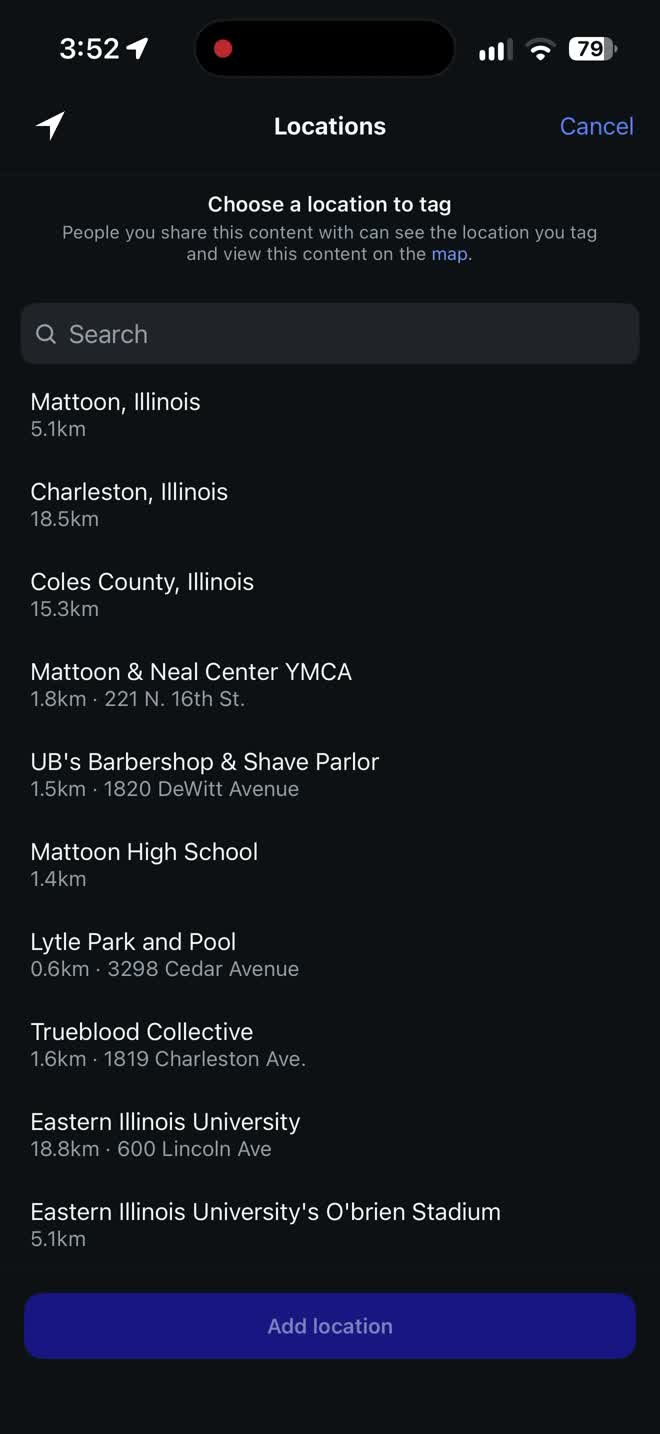 3:52
79
Locations
Cancel
Choose a location to tag
People you share this content with can see the location you tag
and view this content on the map.
Search
Mattoon, Illinois
5.1km
Charleston, Illinois
18.5km
Coles County, Illinois
15.3km
Mattoon & Neal Center YMCA
1.8km · 221 N. 16th St.
UB's Barbershop & Shave Parlor
1.5km · 1820 DeWitt Avenue
Mattoon High School
1.4km
Lytle Park and Pool
0.6km · 3298 Cedar Avenue
Trueblood Collective
1.6km · 1819 Charleston Ave.
Eastern Illinois University
18.8km · 600 Lincoln Ave
Eastern Illinois University's O'brien Stadium
5.1km
Add location